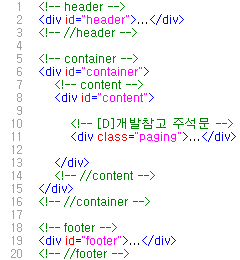 1 <!-- header -->
2 <div id="header">...</div>
3 <!-- //header -->
4
5 <!-- container -->
6 <div id="container">
7 <!-- content -->
8 <div id="content">
9
10 <!-- [D]개발참고 주석문 -->
11 <div class="paging">...</div>
12
13 </div>
14 <!-- //content -->
15 </div>
16 <!-- //container -->
17
18 <!-- footer -->
19 <div id="footer">...</div>
20 <!-- //footer -->